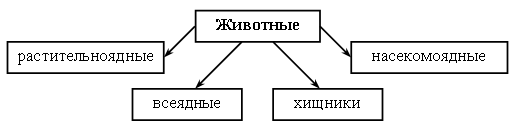 Животные
растительноядные
насекомоядные
всеядные
хищники